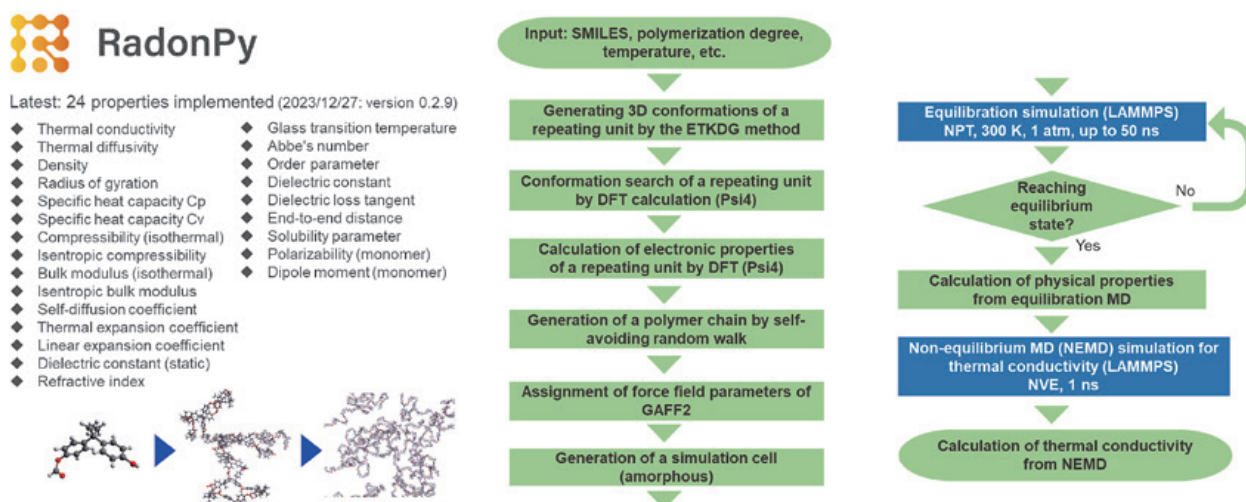 RadonPy
Latest: 24 properties implemented (2023/12/27: version 0.2.9)
◆ Thermal conductivity
◆ Thermal diffusivity
◆ Density
◆ Radius of gyration
◆ Specific heat capacity Cp
◆ Specific heat capacity Cv
◆ Compressibility (isothermal)
◆ Isentropic compressibility
◆ Bulk modulus (isothermal)
◆ Isentropic bulk modulus
◆ Self-diffusion coefficient
◆ Thermal expansion coefficient
◆ Linear expansion coefficient
◆ Dielectric constant (static)
◆ Refractive index
◆ Glass transition temperature
◆ Abbe's number
◆ Order parameter
◆ Dielectric constant
◆ Dielectric loss tangent
◆ End-to-end distance
◆ Solubility parameter
◆ Polarizability (monomer)
◆ Dipole moment (monomer)
Input: SMILES, polymerization degree,
temperature, etc.
Generating 3D conformations of a
repeating unit by the ETKDG method
Conformation search of a repeating unit
by DFT calculation (Psi4)
Calculation of electronic properties
of a repeating unit by DFT (Psi4)
Generation of a polymer chain by self-
avoiding random walk
Assignment of force field parameters of
GAFF2
Generation of a simulation cell
(amorphous)
Equilibration simulation (LAMMPS)
NPT, 300 K, 1 atm, up to 50 ns
Reaching
equilibrium
state?
No
Yes
Calculation of physical properties
from equilibration MD
Non-equilibrium MD (NEMD) simulation for
thermal conductivity (LAMMPS)
NVE, 1 ns
Calculation of thermal conductivity
from NEMD